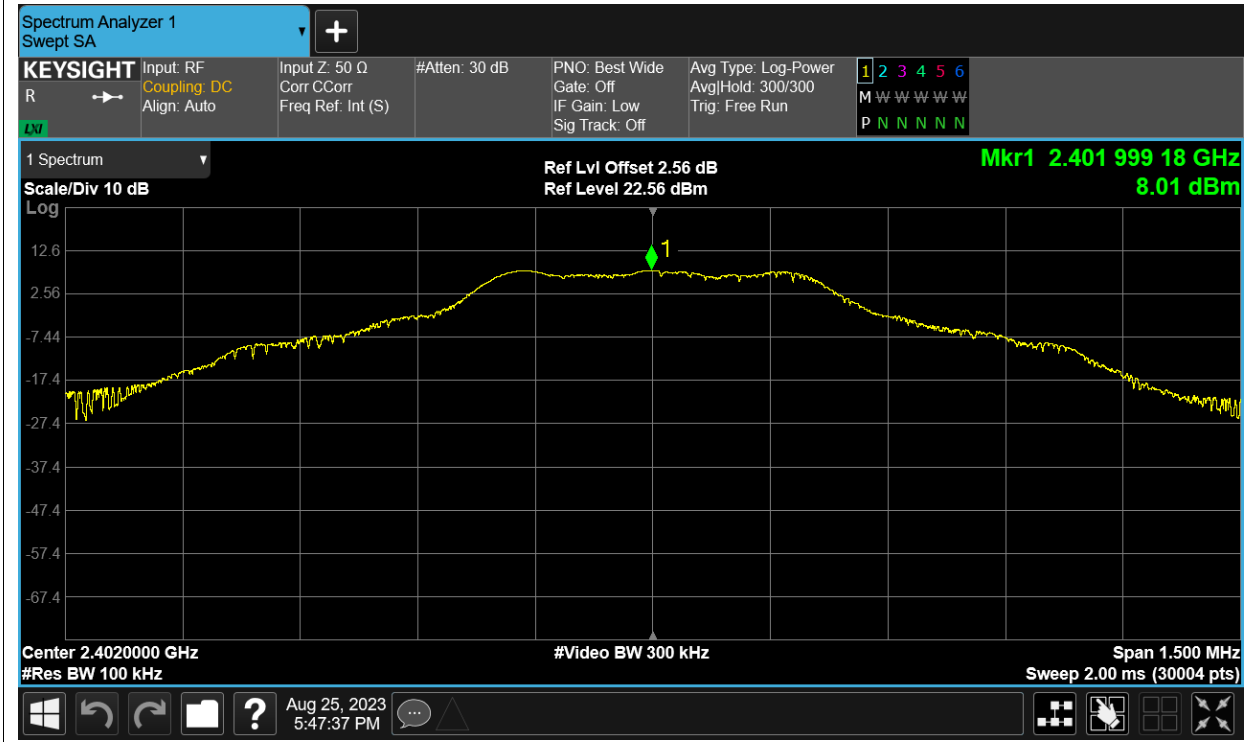 Spectrum Analyzer 1
Swept SA
KEYSIGHT
R
LXI
Input: RF
Coupling: DC
Align: Auto
Input Z: 50 Ω
Corr CCorr
Freq Ref: Int (S)
#Atten: 30 dB
PNO: Best Wide
Gate: Off
IF Gain: Low
Sig Track: Off
Avg Type: Log-Power
Avg|Hold: 300/300
Trig: Free Run
1 2 3 4 5 6
M W W W W W
P N N N N N
1 Spectrum
Scale/Div 10 dB
Log
Ref Lvl Offset 2.56 dB
Ref Level 22.56 dBm
Mkr1 2.401 999 18 GHz
8.01 dBm
1
12.6
2.56
-7.44
-17.4
-27.4
-37.4
-47.4
-57.4
-67.4
Center 2.4020000 GHz
#Video BW 300 kHz
Span 1.500 MHz
#Res BW 100 kHz
Sweep 2.00 ms (30004 pts)
?
Aug 25, 2023
5:47:37 PM